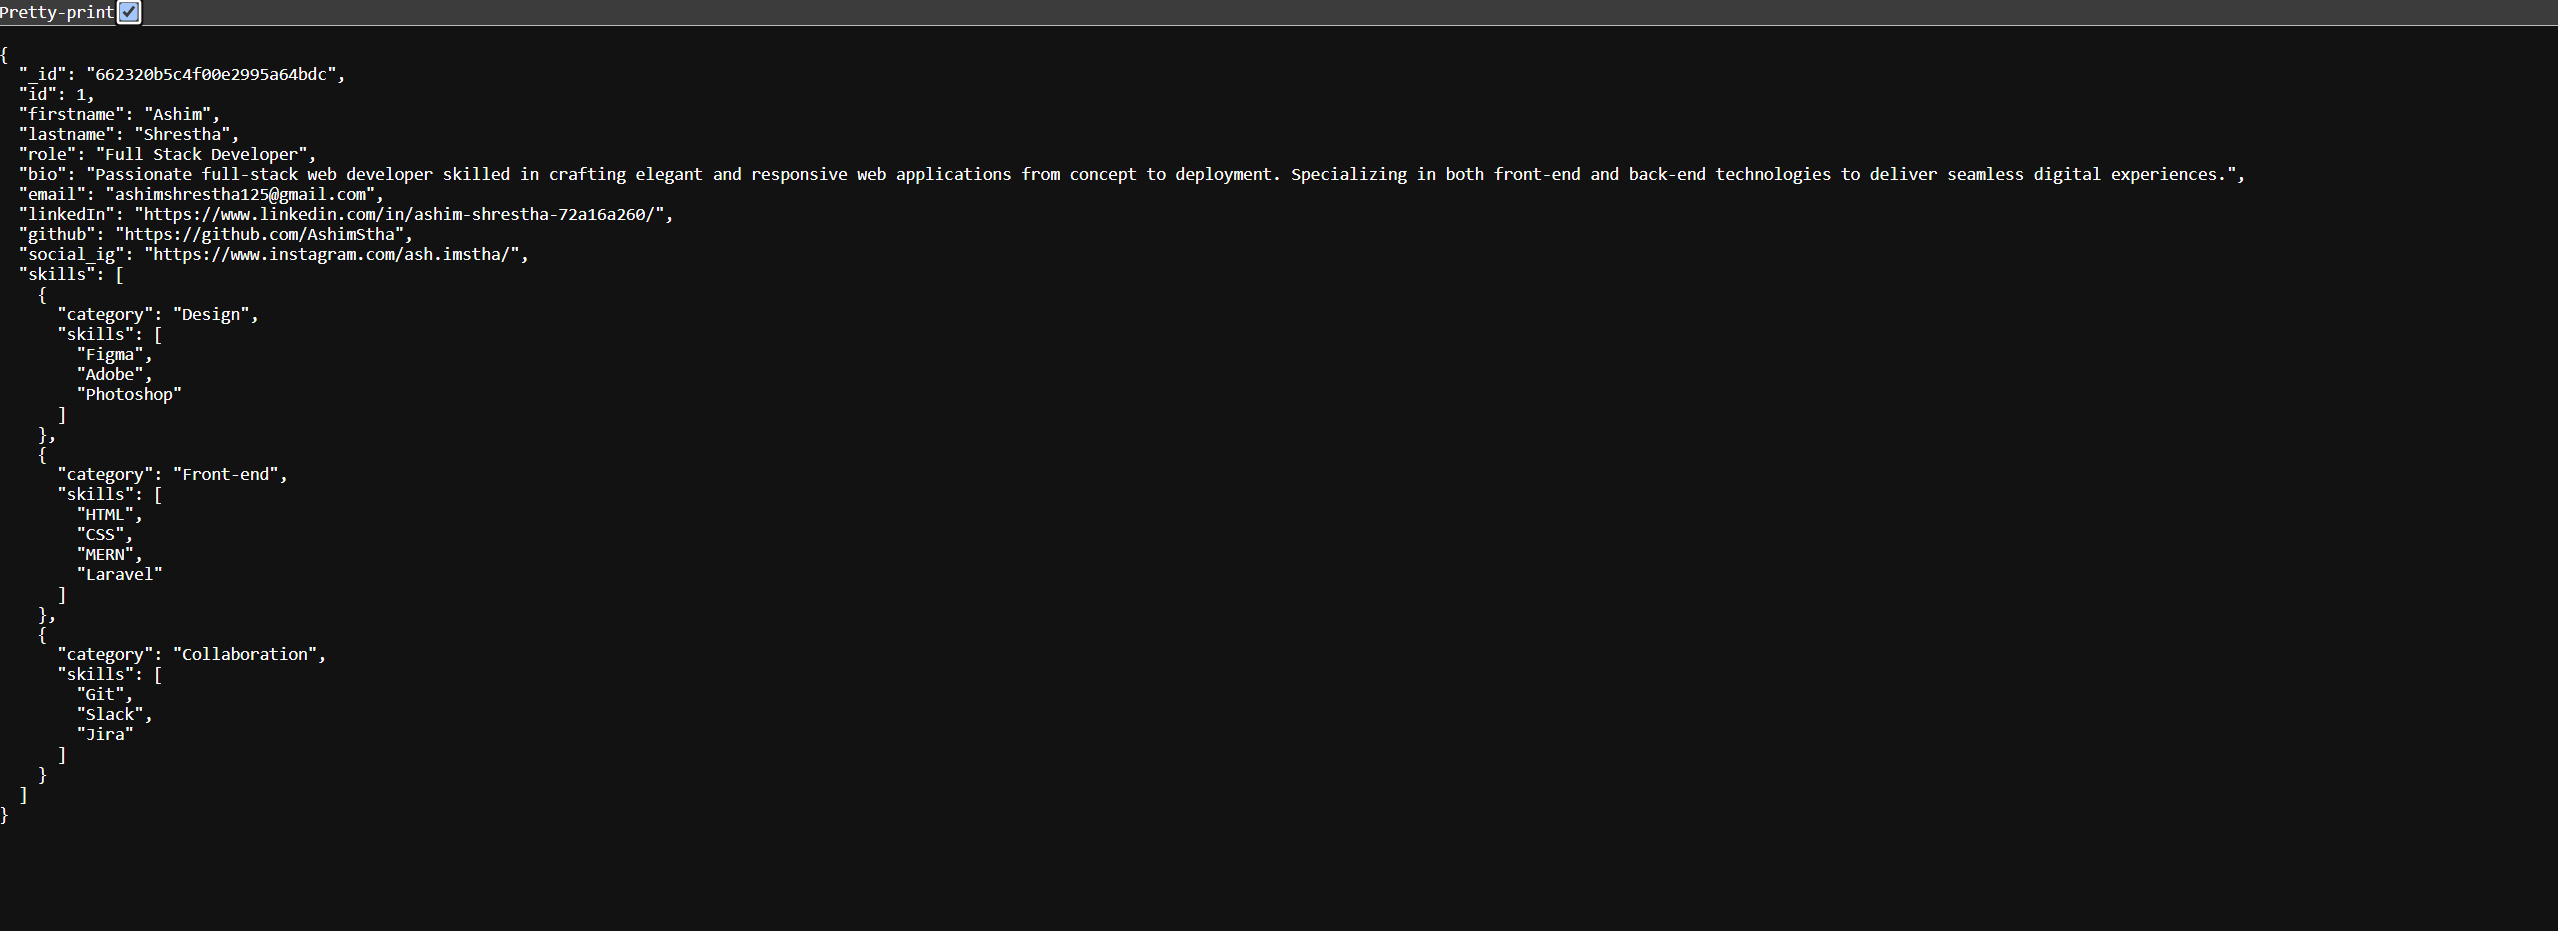 Pretty-print
{
  "_id": "662320b5c4f00e2995a64bdc",
  "id": 1,
  "firstname": "Ashim",
  "lastname": "Shrestha",
  "role": "Full Stack Developer",
  "bio": "Passionate full-stack web developer skilled in crafting elegant and responsive web applications from concept to deployment. Specializing in both front-end and back-end technologies to deliver seamless digital experiences.",
  "email": "ashimshrestha125@gmail.com",
  "linkedIn": "https://www.linkedin.com/in/ashim-shrestha-72a16a260/",
  "github": "https://github.com/AshimStha",
  "social_ig": "https://www.instagram.com/ash.imstha/",
  "skills": [
    {
      "category": "Design",
      "skills": [
        "Figma",
        "Adobe",
        "Photoshop"
      ]
    },
    {
      "category": "Front-end",
      "skills": [
        "HTML",
        "CSS",
        "MERN",
        "Laravel"
      ]
    },
    {
      "category": "Collaboration",
      "skills": [
        "Git",
        "Slack",
        "Jira"
      ]
    }
  ]
}